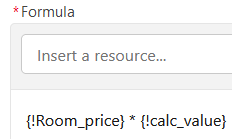 *Formula
Insert a resource...
{!Room_price} * {!calc_value}